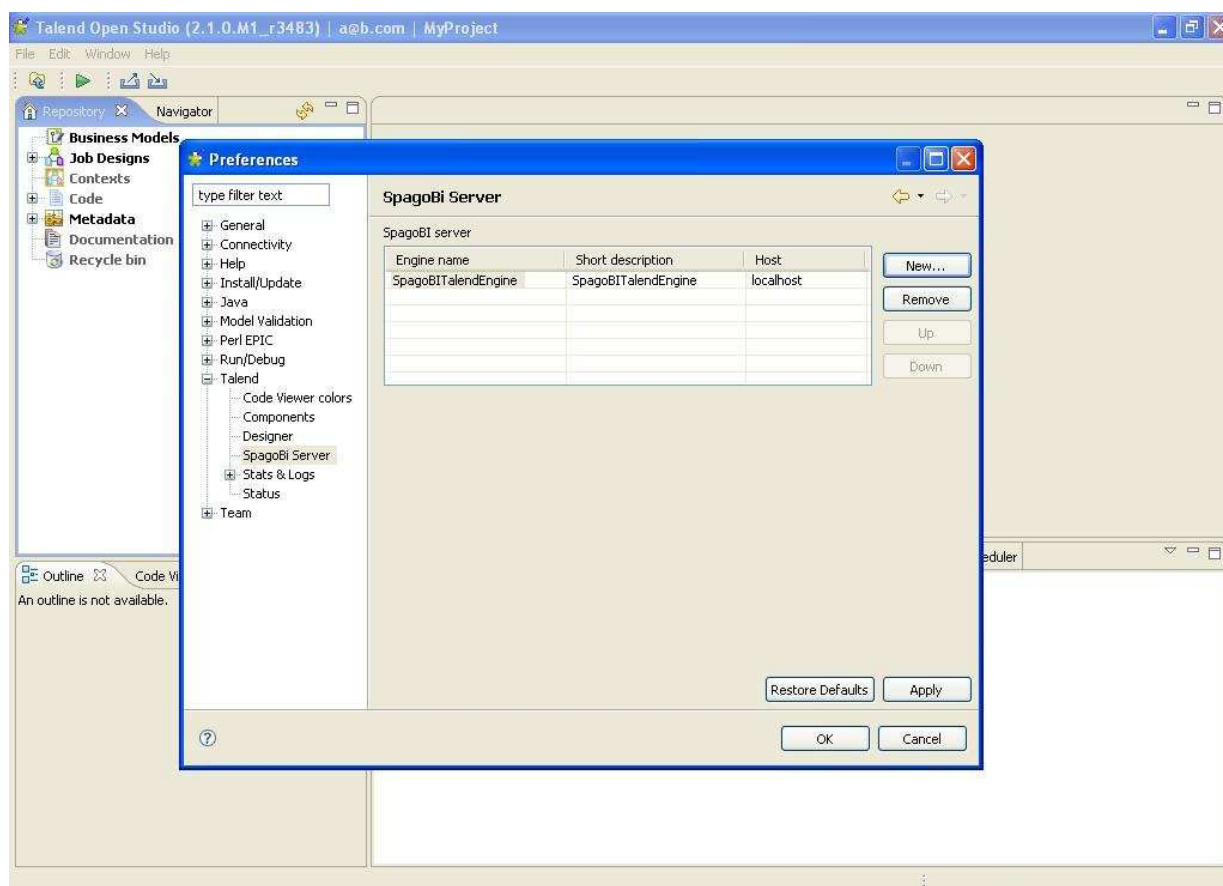 Talend Open Studio (2.1.0.M1_r3483) | a@b.com | MyProject
File Edit Window Help
Repository Navigator
Business Models
Job Designs
Contexts
Code
Metadata
Documentation
Recycle bin
Preferences
type filter text
General
Connectivity
Help
Install/Update
Java
Model Validation
Perl EPIC
Run/Debug
Talend
Code Viewer colors
Components
Designer
SpagoBi Server
Stats & Logs
Status
Team
SpagoBi Server
SpagoBI server
Engine name Short description Host
SpagoBITalendEngine SpagoBITalendEngine localhost
New...
Remove
Up
Down
Restore Defaults Apply
OK Cancel
eduler
Outline Code Vi
An outline is not available.